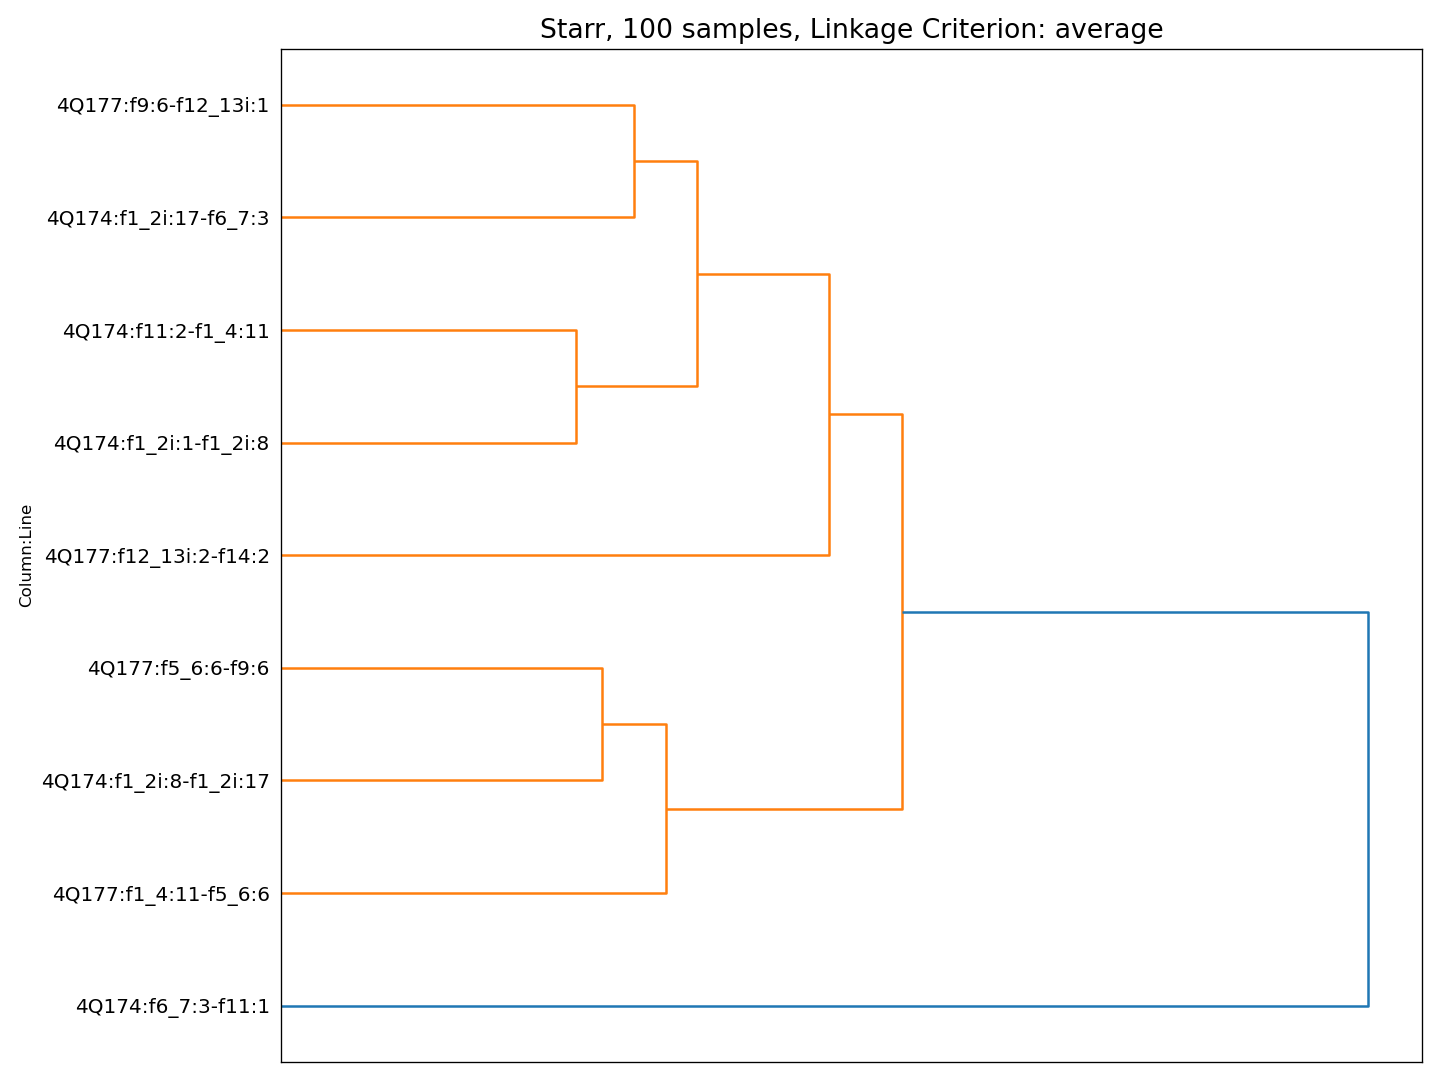 Starr, 100 samples, Linkage Criterion: average
4Q177:f9:6-f12_13i:1
4Q174:f1_2i:17-f6_7:3
4Q174:f11:2-f1_4:11
4Q174:f1_2i:1-f1_2i:8
Column:Line
4Q177:f12_13i:2-f14:2
4Q177:f5_6:6-f9:6
4Q174:f1_2i:8-f1_2i:17
4Q177:f1_4:11-f5_6:6
4Q174:f6_7:3-f11:1